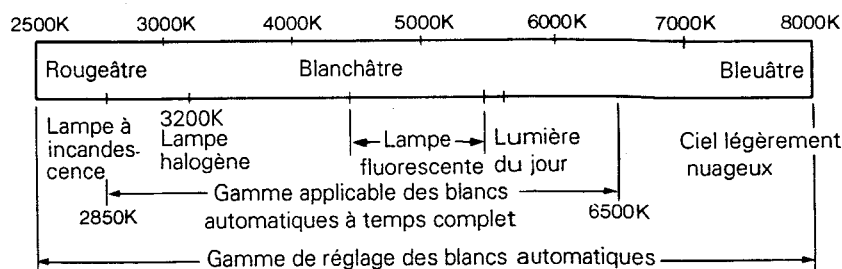 2500K 3000K 4000K 5000K 6000K 7000K 8000K
Rougeâtre Blanchâtre Bleuâtre
Lampe à
incandes-
cence
3200K
Lampe
halogène
Lampe
fluorescente
Lumière
du jour
Ciel légèrement
nuageux
Gamme applicable des blancs
automatiques à temps complet
2850K
6500K
Gamme de réglage des blancs automatiques